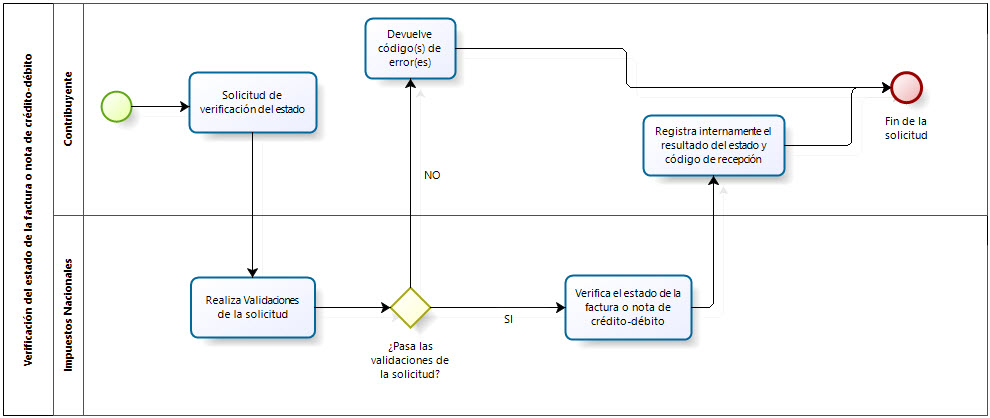 Verificación del estado de la factura o nota de crédito-débito
Contribuyente
Solicitud de
verificación del estado
Devuelve
código(s) de
error(es)
Registra internamente el
resultado del estado y
código de recepción
Fin de la
solicitud
NO
Impuestos Nacionales
Realiza Validaciones
de la solicitud
¿Pasa las
validaciones de
la solicitud?
SI
Verifica el estado de la
factura o nota de
crédito-débito